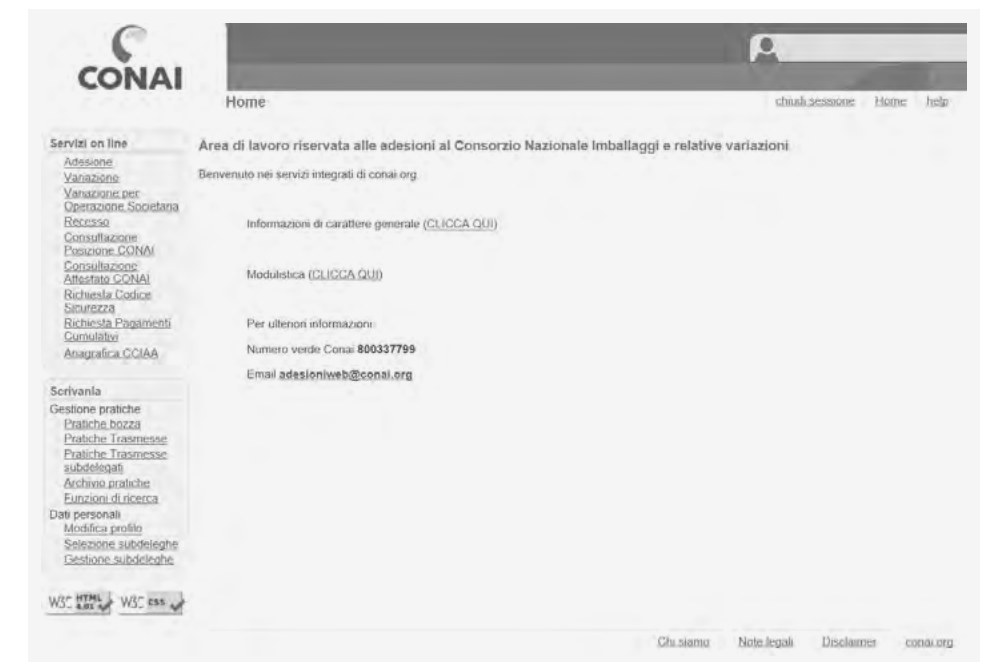 CONAI
Home
chiudi sessione Home help
Servizi on line
Adesione
Variazione
Variazione per
Operazione Societaria
Recesso
Consultazione
Posizione CONAI
Consultazione
Attestato CONAI
Richiesta Codice
Sicurezza
Richiesta Pagamenti
Cumulativi
Anagrafica CCIAA
Area di lavoro riservata alle adesioni al Consorzio Nazionale Imballaggi e relative variazioni
Benvenuto nei servizi integrati di conai.org
Informazioni di carattere generale (CLICCA QUI)
Modulistica (CLICCA QUI)
Per ulteriori informazioni:
Numero verde Conai 800337799
Email adesioniweb@conai.org
Scrivania
Gestione pratiche
Pratiche bozza
Pratiche Trasmesse
Pratiche Trasmesse
subdelegati
Archivio pratiche
Funzioni di ricerca
Dati personali
Modifica profilo
Selezione subdeleghe
Gestione subdeleghe
W3C HTML 4.01 W3C css
Chi siamo Note legali Disclaimer conai.org